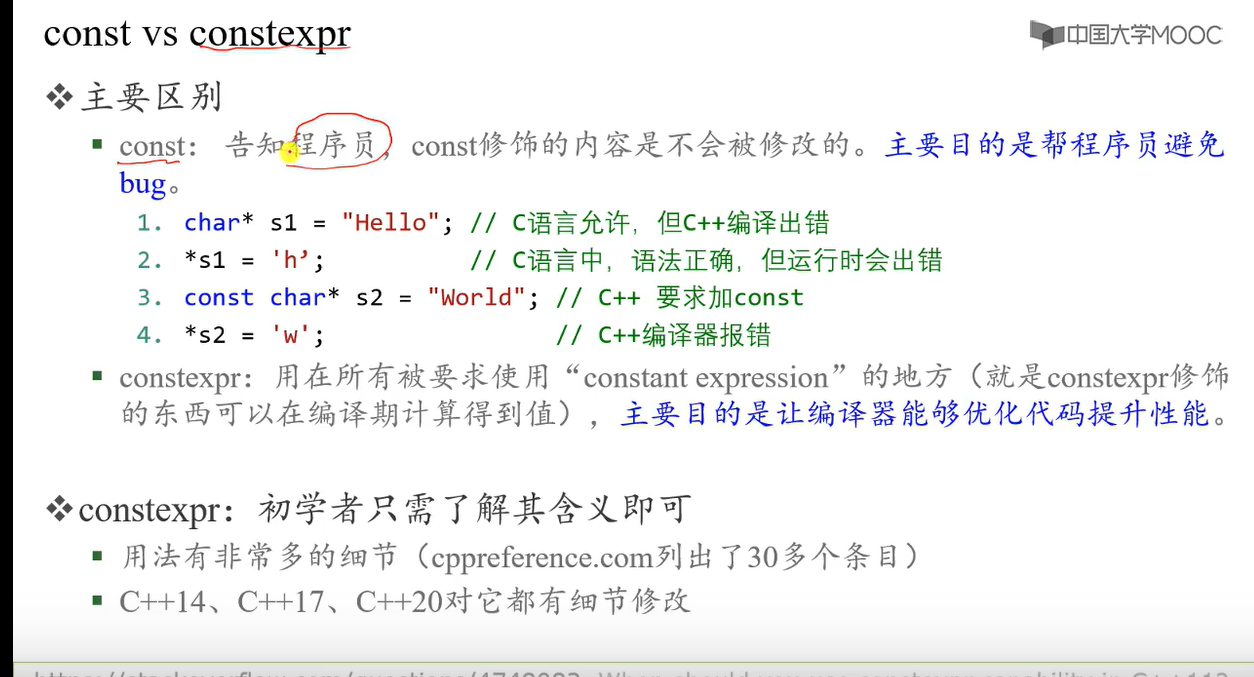 const vs constexpr
中国大学MOOC
主要区别
const： 告知程序员，const修饰的内容是不会被修改的。主要目的是帮程序员避免
bug。
1. char* s1 = "Hello"; // C语言允许，但C++编译出错
2. *s1 = 'h’; // C语言中，语法正确，但运行时会出错
3. const char* s2 = "World"; // C++ 要求加const
4. *s2 = 'w'; // C++编译器报错
constexpr：用在所有被要求使用“constant expression”的地方（就是constexpr修饰
的东西可以在编译期计算得到值），主要目的是让编译器能够优化代码提升性能。
constexpr：初学者只需了解其含义即可
用法有非常多的细节（cppreference.com列出了30多个条目）
C++14、C++17、C++20对它都有细节修改